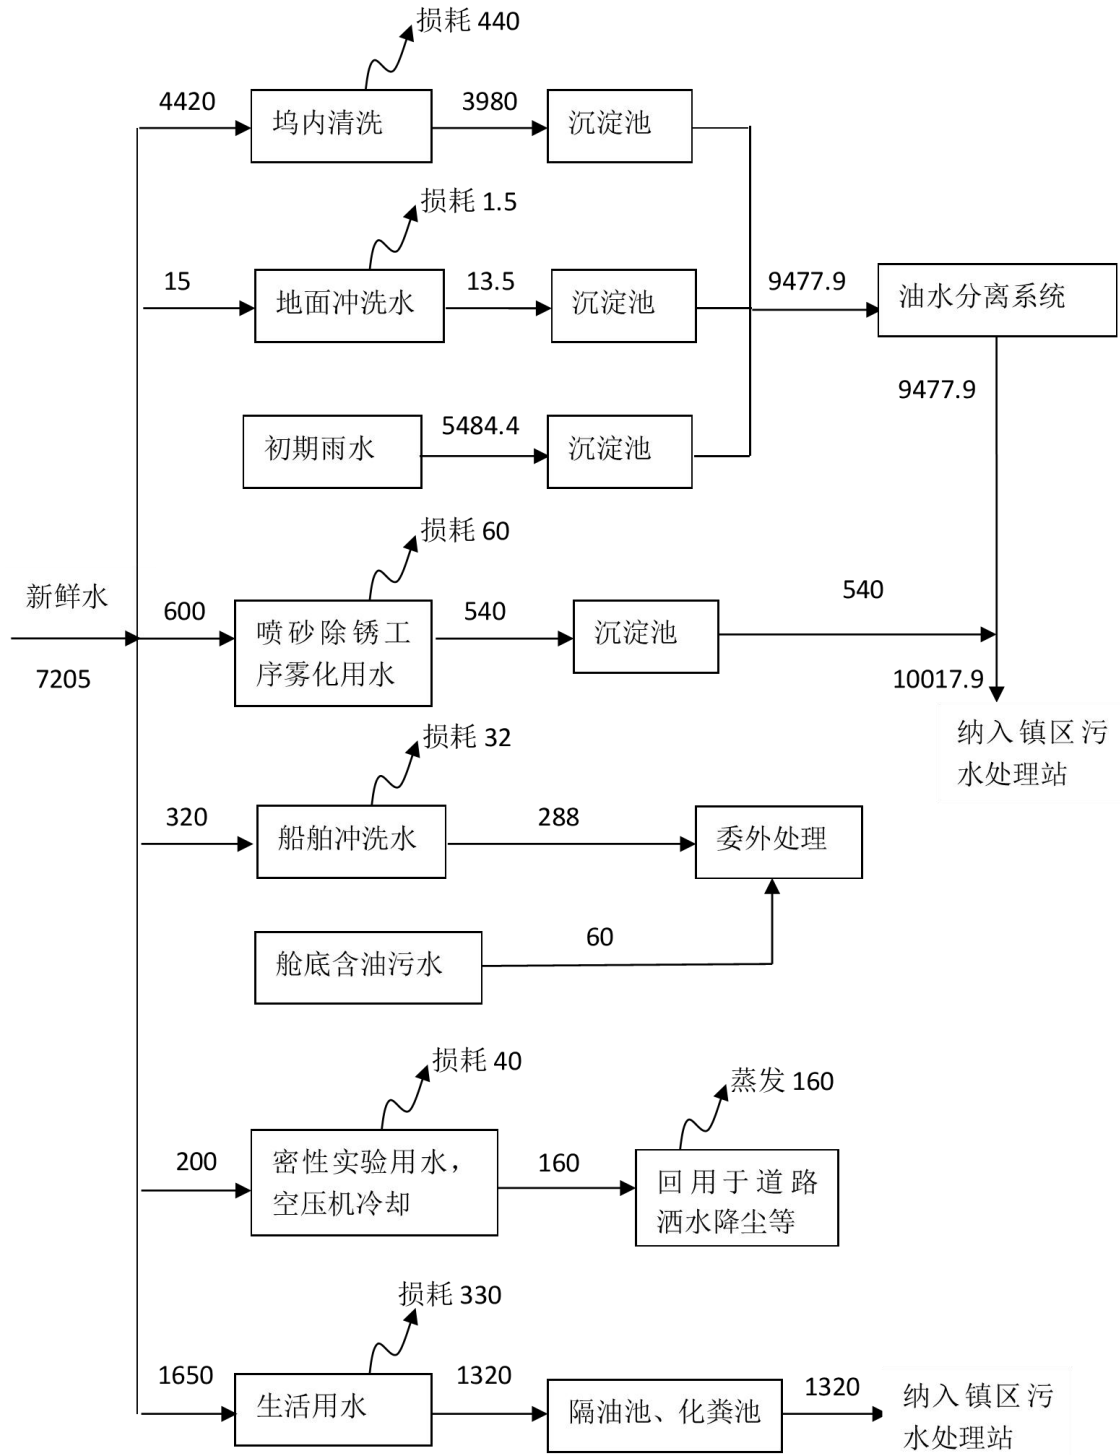 损耗 440
4420
坞内清洗
3980
沉淀池
损耗 1.5
15
地面冲洗水
13.5
沉淀池
9477.9
油水分离系统
9477.9
初期雨水
5484.4
沉淀池
损耗 60
新鲜水
7205
600
喷砂除锈工
序雾化用水
540
沉淀池
540
10017.9
纳入镇区污
水处理站
损耗 32
320
船舶冲洗水
288
委外处理
舱底含油污水
60
损耗 40
200
密性实验用水，
空压机冷却
160
蒸发 160
回用于道路
洒水降尘等
损耗 330
1650
生活用水
1320
隔油池、化粪池
1320
纳入镇区污
水处理站